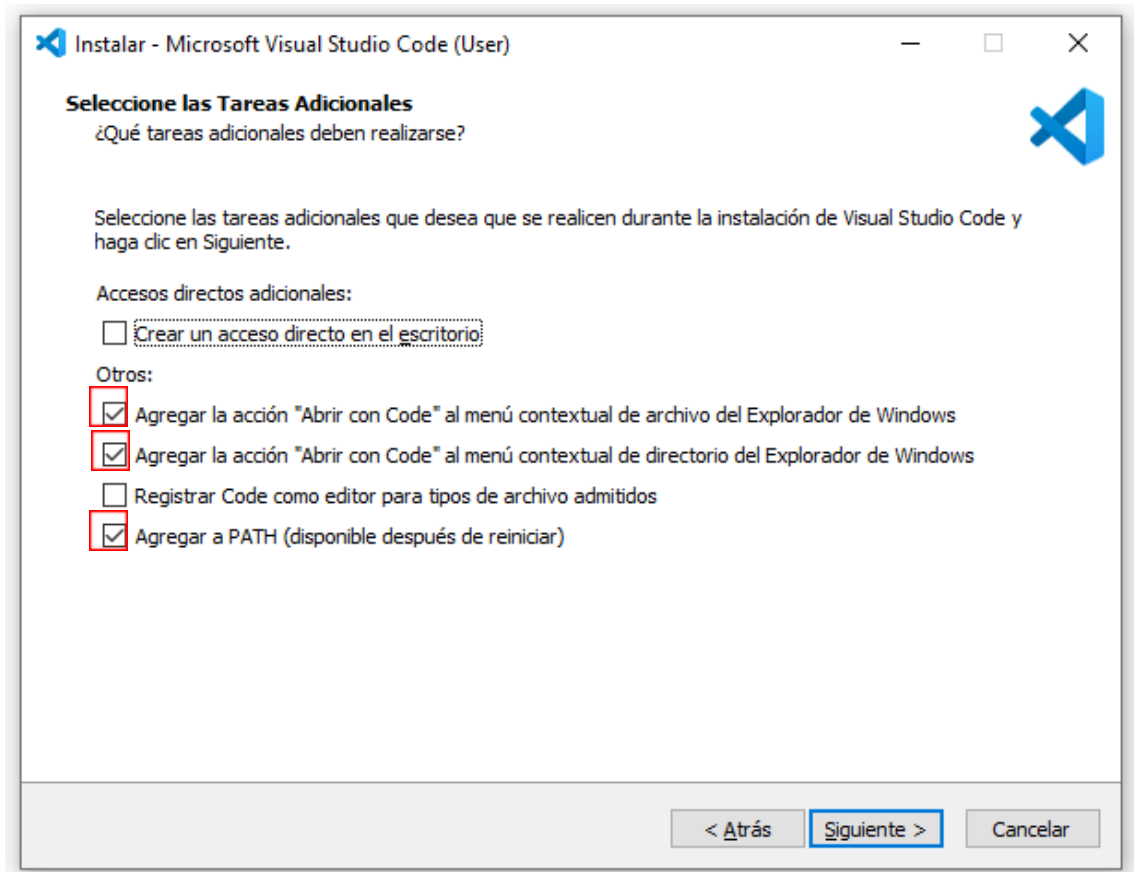 Instalar - Microsoft Visual Studio Code (User)
Seleccione las Tareas Adicionales
¿Qué tareas adicionales deben realizarse?
Seleccione las tareas adicionales que desea que se realicen durante la instalación de Visual Studio Code y
haga clic en Siguiente.
Accesos directos adicionales:
Crear un acceso directo en el escritorio
Otros:
Agregar la acción "Abrir con Code" al menú contextual de archivo del Explorador de Windows
Agregar la acción "Abrir con Code" al menú contextual de directorio del Explorador de Windows
Registrar Code como editor para tipos de archivo admitidos
Agregar a PATH (disponible después de reiniciar)
< Atrás Siguiente > Cancelar